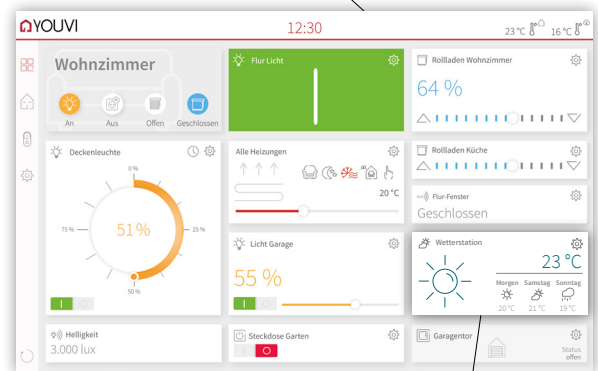 YOUVI
12:30
23 °C
16 °C
Wohnzimmer
An
Aus
Offen
Geschlossen
Flur Licht
Rollladen Wohnzimmer
64 %
Deckenleuchte
0%
75 %
51%
25 %
50 %
Alle Heizungen
20 °C
Rollladen Küche
Flur-Fenster
Geschlossen
Licht Garage
55 %
Wetterstation
23 °C
Morgen Samstag Sonntag
20 °C 21 °C 19 °C
Helligkeit
3.000 lux
Steckdose Garten
Garagentor
Status
offen